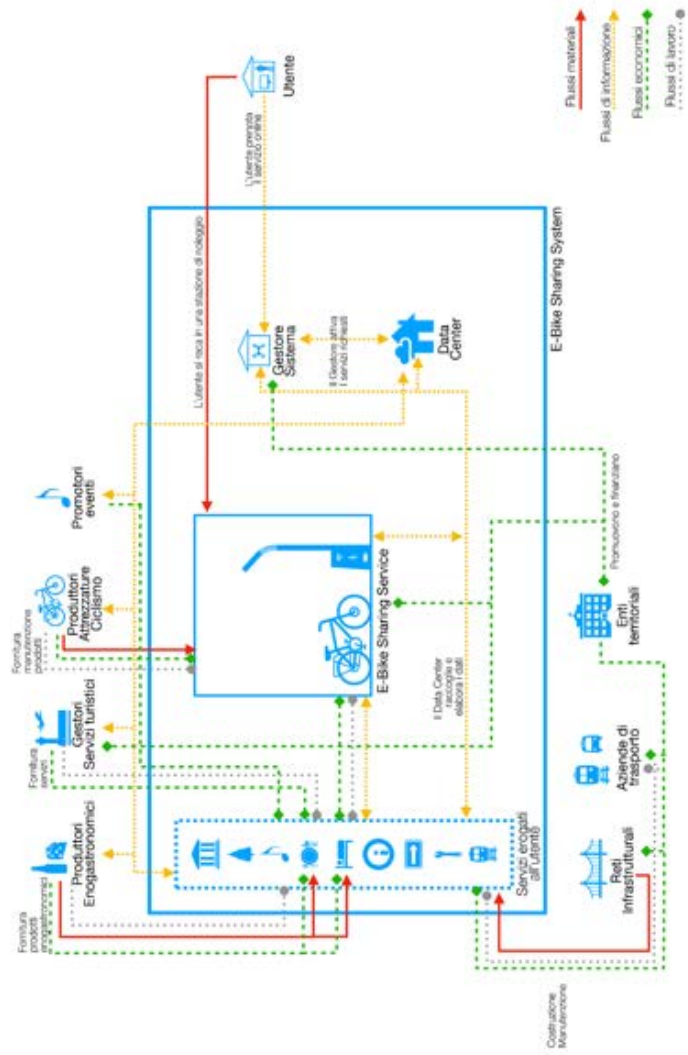 Fornitura
prodotti
enogastronomici
Produttori
Enogastronomici
Fornitura
servizi
Gestori
Servizi turistici
Fornitura
manutenzione
prodotti
Produttori
Attrezzature
Ciclismo
Promotori
eventi
L'utente si reca in una stazione di noleggio
L'utente prenota
il servizio online
Utente
Gestore
Sistema
Il Gestore attiva
i servizi richiesti
Data
Center
E-Bike Sharing Service
Il Data Center
raccoglie e
elabora i dati
Servizi erogati
all'utente
E-Bike Sharing System
Costruzione
Manutenzione
Reti
Infrastrutturali
Aziende di
trasporto
Enti
territoriali
Promuovono e finanziano
Flussi materiali
Flussi di informazione
Flussi economici
Flussi di lavoro